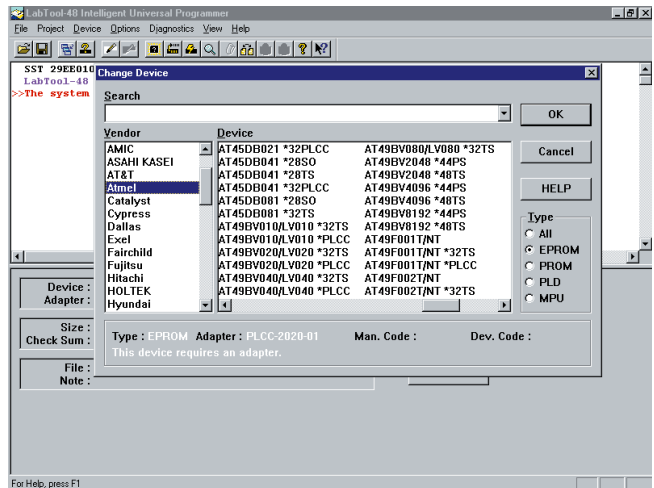 LabTool-48 Intelligent Universal Programmer
File Project Device Options Diagnostics View Help
SST 29EE010
LabTool-48
>>The system
Change Device
Search
OK
Vendor Device
AMIC AT45DB021 *32PLCC AT49BV080/LV080 *32TS
ASAHI KASEI AT45DB041 *28SO AT49BV2048 *44PS
AT&T AT45DB041 *28TS AT49BV2048 *48TS
Atmel AT45DB041 *32PLCC AT49BV4096 *44PS
Catalyst AT45DB081 *28SO AT49BV4096 *48TS
Cypress AT45DB081 *32TS AT49BV8192 *44PS
Dallas AT49BV010/LV010 *32TS AT49BV8192 *48TS
Exel AT49BV010/LV010 *PLCC AT49F001T/NT
Fairchild AT49BV020/LV020 *32TS AT49F001T/NT *32TS
Fujitsu AT49BV020/LV020 *PLCC AT49F001T/NT *PLCC
Hitachi AT49BV040/LV040 *32TS AT49F002T/NT
HOLTEK AT49BV040/LV040 *PLCC AT49F002T/NT *32TS
Hyundai
Cancel
HELP
Type
All
EPROM
PROM
PLD
MPU
Type : EPROM Adapter : PLCC-2020-01 Man. Code : Dev. Code :
This device requires an adapter.
Device :
Adapter :
Size :
Check Sum :
File :
Note :
For Help, press F1